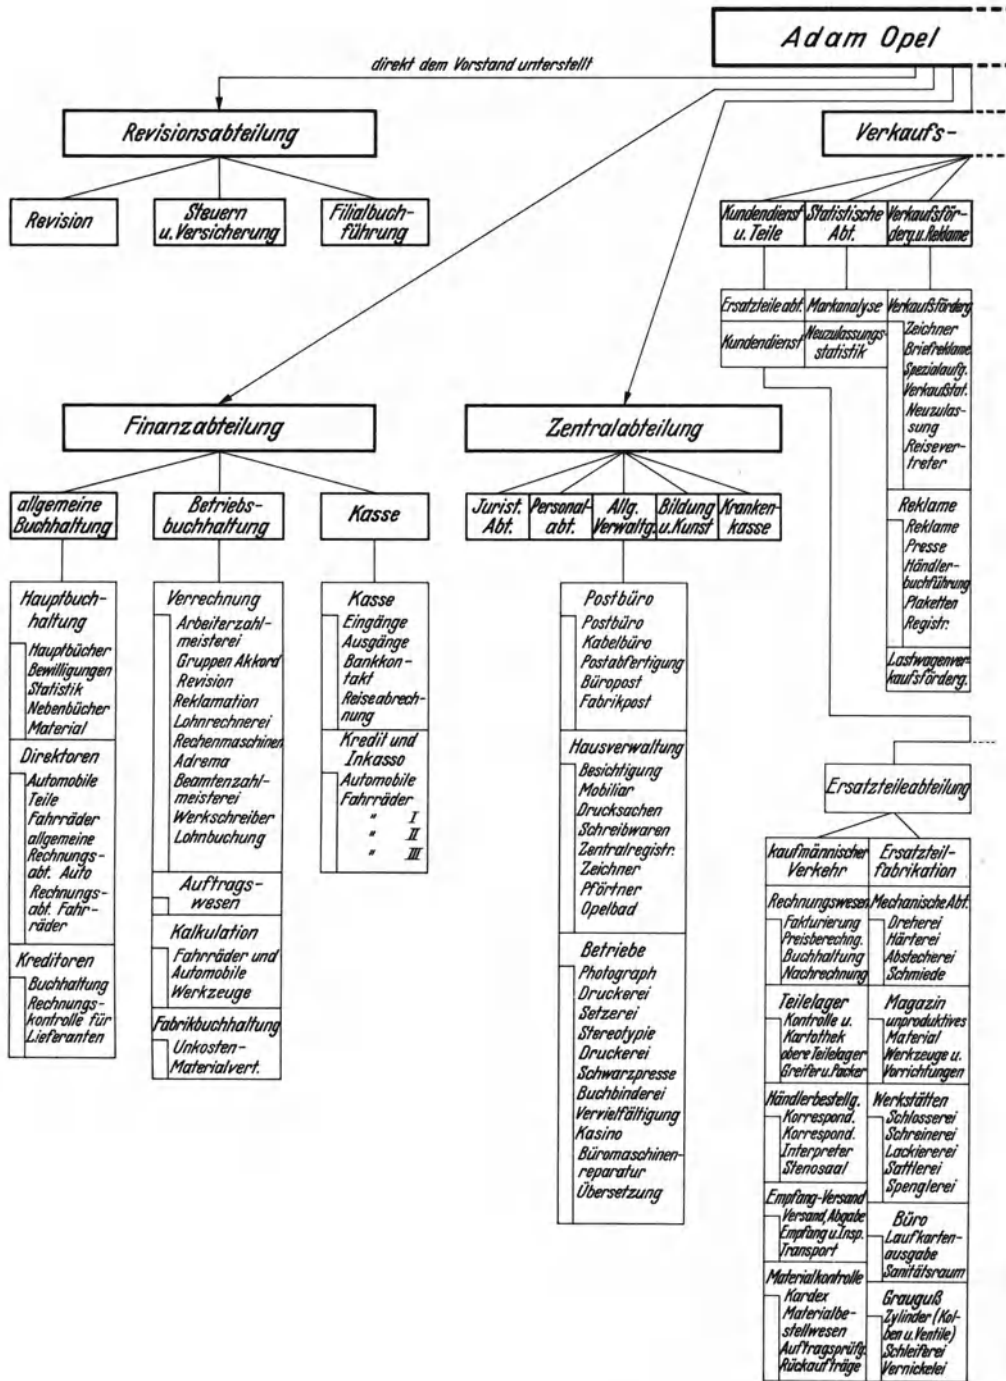 Adam Opel
direkt dem Vorstand unterstellt
Revisionsabteilung
Verkaufs-
Revision
Steuern
u. Versicherung
Filialbuch-
führung
Kundendienst
u. Teile
Statistische
Abt.
Verkaufsför-
derg. u. Reklame
Ersatzteile abt.
Kundendienst
Markanalyse
Neuzulassungs-
statistik
Verkaufsförderg
Zeichner
Briefreklame
Spezialaufg.
Verkaufstat.
Neuzulas-
sung
Reisever-
treter
Reklame
Reklame
Presse
Händler-
buchführung
Plaketten
Registr.
Lastwagenver-
kaufsförderg.
Finanzabteilung
Zentralabteilung
allgemeine
Buchhaltung
Betriebs-
buchhaltung
Kasse
Jurist.
Abt.
Personal-
abt.
Allg.
Verwaltg.
Bildung
u. Kunst
Kranken-
kasse
Hauptbuch-
haltung
Hauptbücher
Bewilligungen
Statistik
Nebenbücher
Material
Direktoren
Automobile
Teile
Fahrräder
allgemeine
Rechnungs-
abt. Auto
Rechnungs-
abt. Fahr-
räder
Kreditoren
Buchhaltung
Rechnungs-
kontrolle für
Lieferanten
Verrechnung
Arbeiterzahl-
meisterei
Gruppen Akkord
Revision
Reklamation
Lohnrechnerei
Rechenmaschinen
Adrema
Beamtenzahl-
meisterei
Werkschreiber
Lohnbuchung
Auftrags-
wesen
Kalkulation
Fahrräder und
Automobile
Werkzeuge
Fabrikbuchhaltung
Unkosten-
Materialvert.
Kasse
Eingänge
Ausgänge
Bankkon-
takt
Reiseabrech-
nung
Kredit und
Inkasso
Automobile
Fahrräder
" I
" II
" III
Postbüro
Postbüro
Kabelbüro
Postabfertigung
Büropost
Fabrikpost
Hausverwaltung
Besichtigung
Mobiliar
Drucksachen
Schreibwaren
Zentralregistr.
Zeichner
Pförtner
Opelbad
Betriebe
Photograph
Druckerei
Setzerei
Stereotypie
Druckerei
Schwarzpresse
Buchbinderei
Vervielfältigung
Kasino
Büromaschinen-
reparatur
Übersetzung
Ersatzteileabteilung
kaufmännischer
Verkehr
Rechnungswesen
Fakturierung
Preisberechng.
Buchhaltung
Nachrechnung
Teilelager
Kontrolle u.
Kartothek
obere Teilelager
Greifer u. Packer
Händlerbestellg.
Korrespond.
Korrespond.
Interpreter
Stenosaal
Empfang-Versand
Versand, Abgabe
Empfang u. Insp.
Transport
Materialkontrolle
Kardex
Materialbe-
stellwesen
Auftragsprüfg.
Rückaufträge
Ersatzteil-
fabrikation
Mechanische Abt.
Dreherei
Härterei
Abstecherei
Schmiede
Magazin
unproduktives
Material
Werkzeuge u.
Vorrichtungen
Werkstätten
Schlosserei
Schreinerei
Lackiererei
Sattlerei
Spenglerei
Büro
Laufkarten-
ausgabe
Sanitätsraum
Grauguß
Zylinder (Kol-
ben u. Ventile)
Schleiferei
Vernickelei